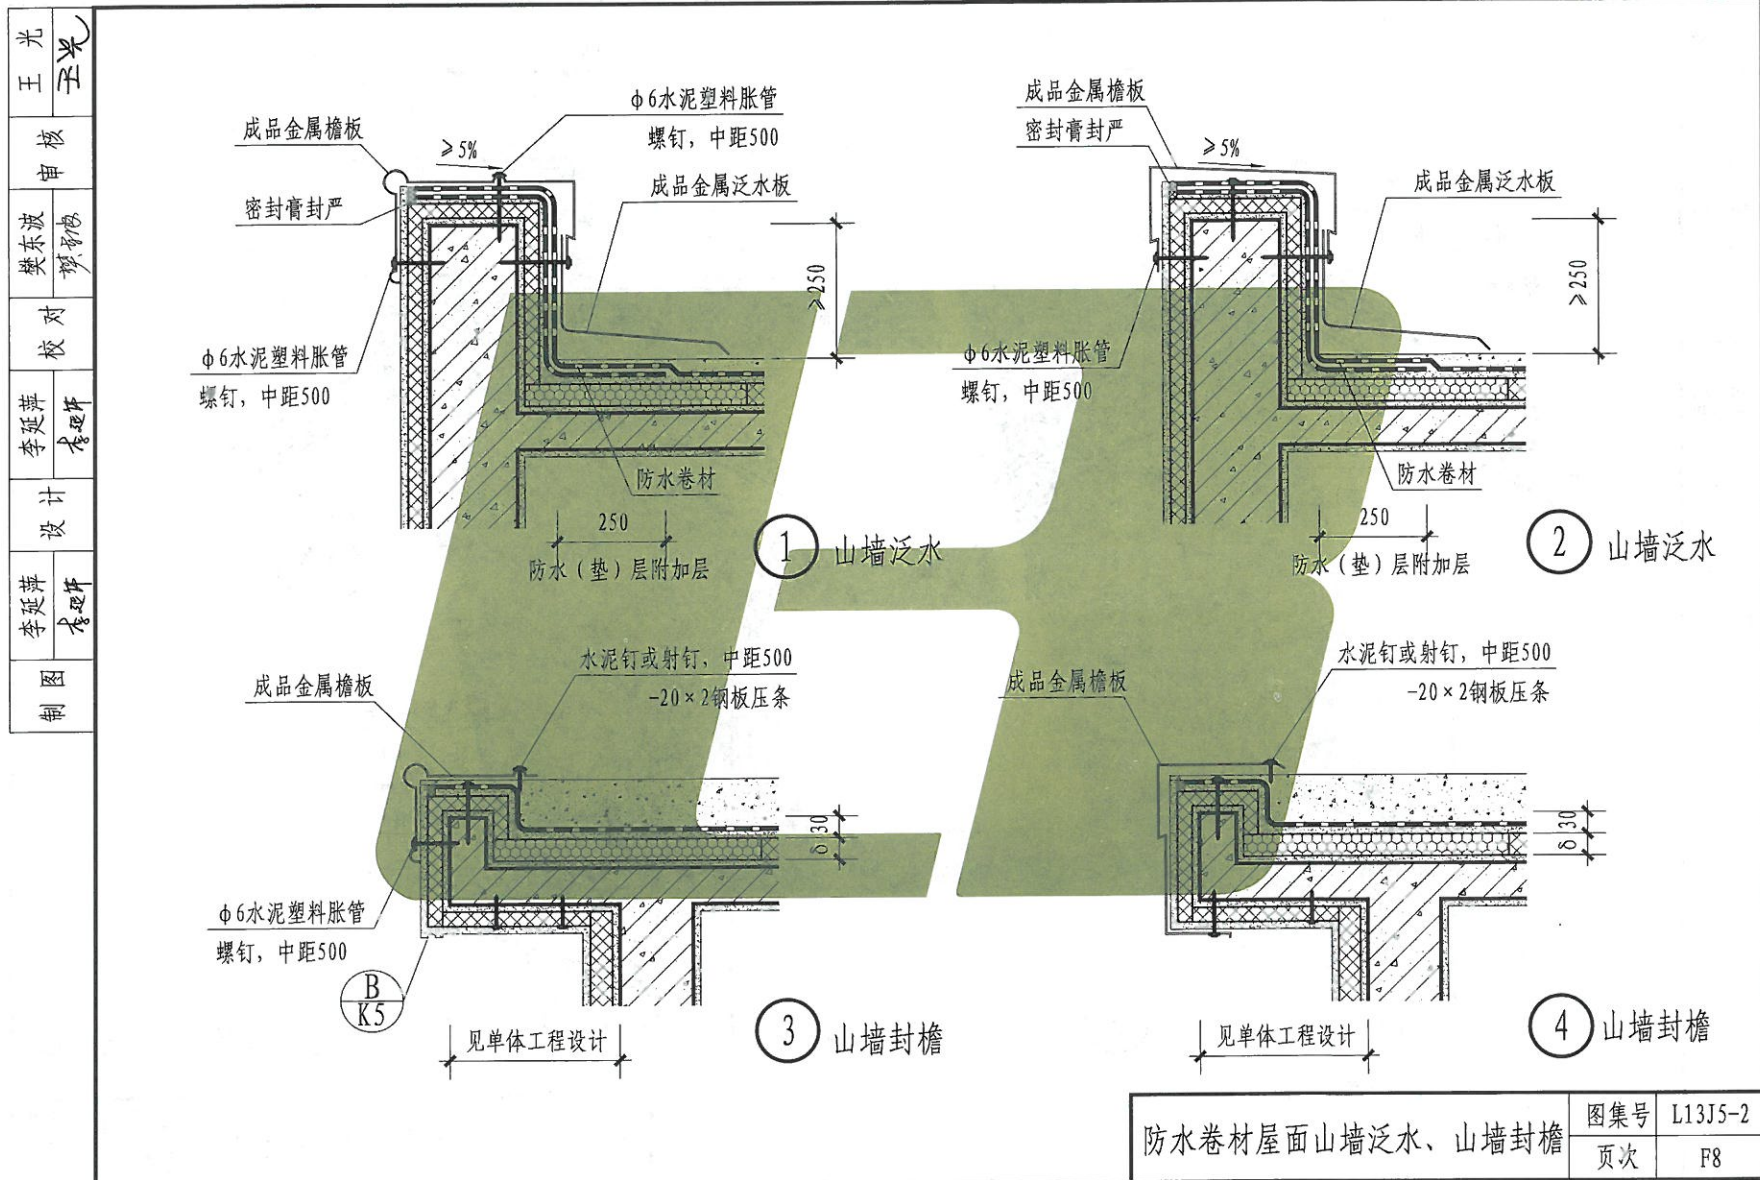 王光
王光
审核
樊东波
樊东波
校对
李延萍
李延萍
设计
李延萍
李延萍
制图
成品金属檐板
密封膏封严
≥5%
φ6水泥塑料胀管
螺钉，中距500
成品金属泛水板
≥250
φ6水泥塑料胀管
螺钉，中距500
防水卷材
250
防水（垫）层附加层
1 山墙泛水
成品金属檐板
密封膏封严
≥5%
成品金属泛水板
≥250
φ6水泥塑料胀管
螺钉，中距500
防水卷材
250
防水（垫）层附加层
2 山墙泛水
成品金属檐板
水泥钉或射钉，中距500
-20×2钢板压条
30
δ
φ6水泥塑料胀管
螺钉，中距500
B
K5
见单体工程设计
3 山墙封檐
成品金属檐板
水泥钉或射钉，中距500
-20×2钢板压条
30
δ
见单体工程设计
4 山墙封檐
防水卷材屋面山墙泛水、山墙封檐
图集号 L13J5-2
页次 F8